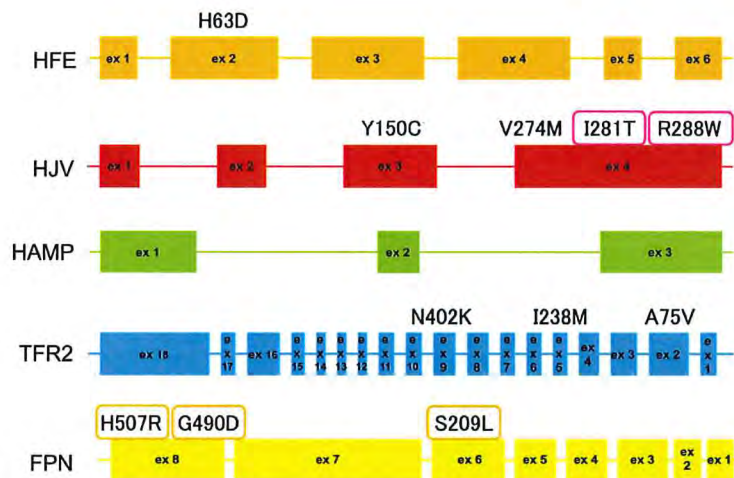 H63D
HFE ex 1 ex 2 ex 3 ex 4 ex 5 ex 6
Y150C V274M I281T R288W
HJV ex 1 ex 2 ex 3 ex 4
HAMP ex 1 ex 2 ex 3
N402K I238M A75V
TFR2 ex 18 ex 17 ex 16 ex 15 ex 14 ex 13 ex 12 ex 11 ex 10 ex 9 ex 8 ex 7 ex 6 ex 5 ex 4 ex 3 ex 2 ex 1
H507R G490D S209L
FPN ex 8 ex 7 ex 6 ex 5 ex 4 ex 3 ex 2 ex 1